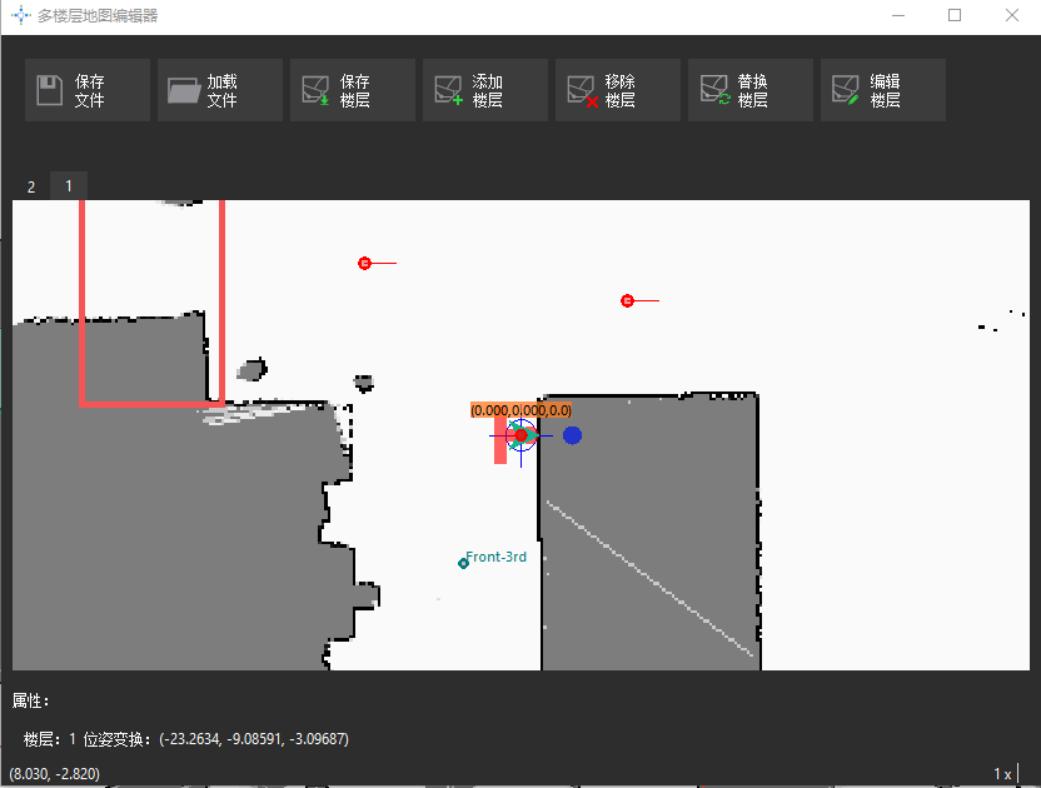 多楼层地图编辑器
保存
文件
加载
文件
保存
楼层
添加
楼层
移除
楼层
替换
楼层
编辑
楼层
2
1
(0.000,0.000,0.0)
Front-3rd
属性：
楼层：1 位姿变换：(-23.2634, -9.08591, -3.09687)
(8.030, -2.820)
1 x